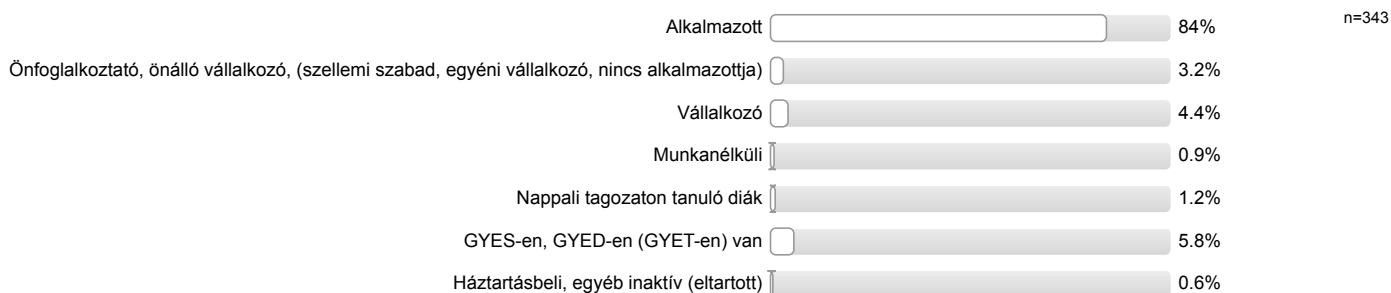 Alkalmazott 84% n=343
Önfoglalkoztató, önálló vállalkozó, (szellemi szabad, egyéni vállalkozó, nincs alkalmazottja) 3.2%
Vállalkozó 4.4%
Munkanélküli 0.9%
Nappali tagozaton tanuló diák 1.2%
GYES-en, GYED-en (GYET-en) van 5.8%
Háztartásbeli, egyéb inaktív (eltartott) 0.6%